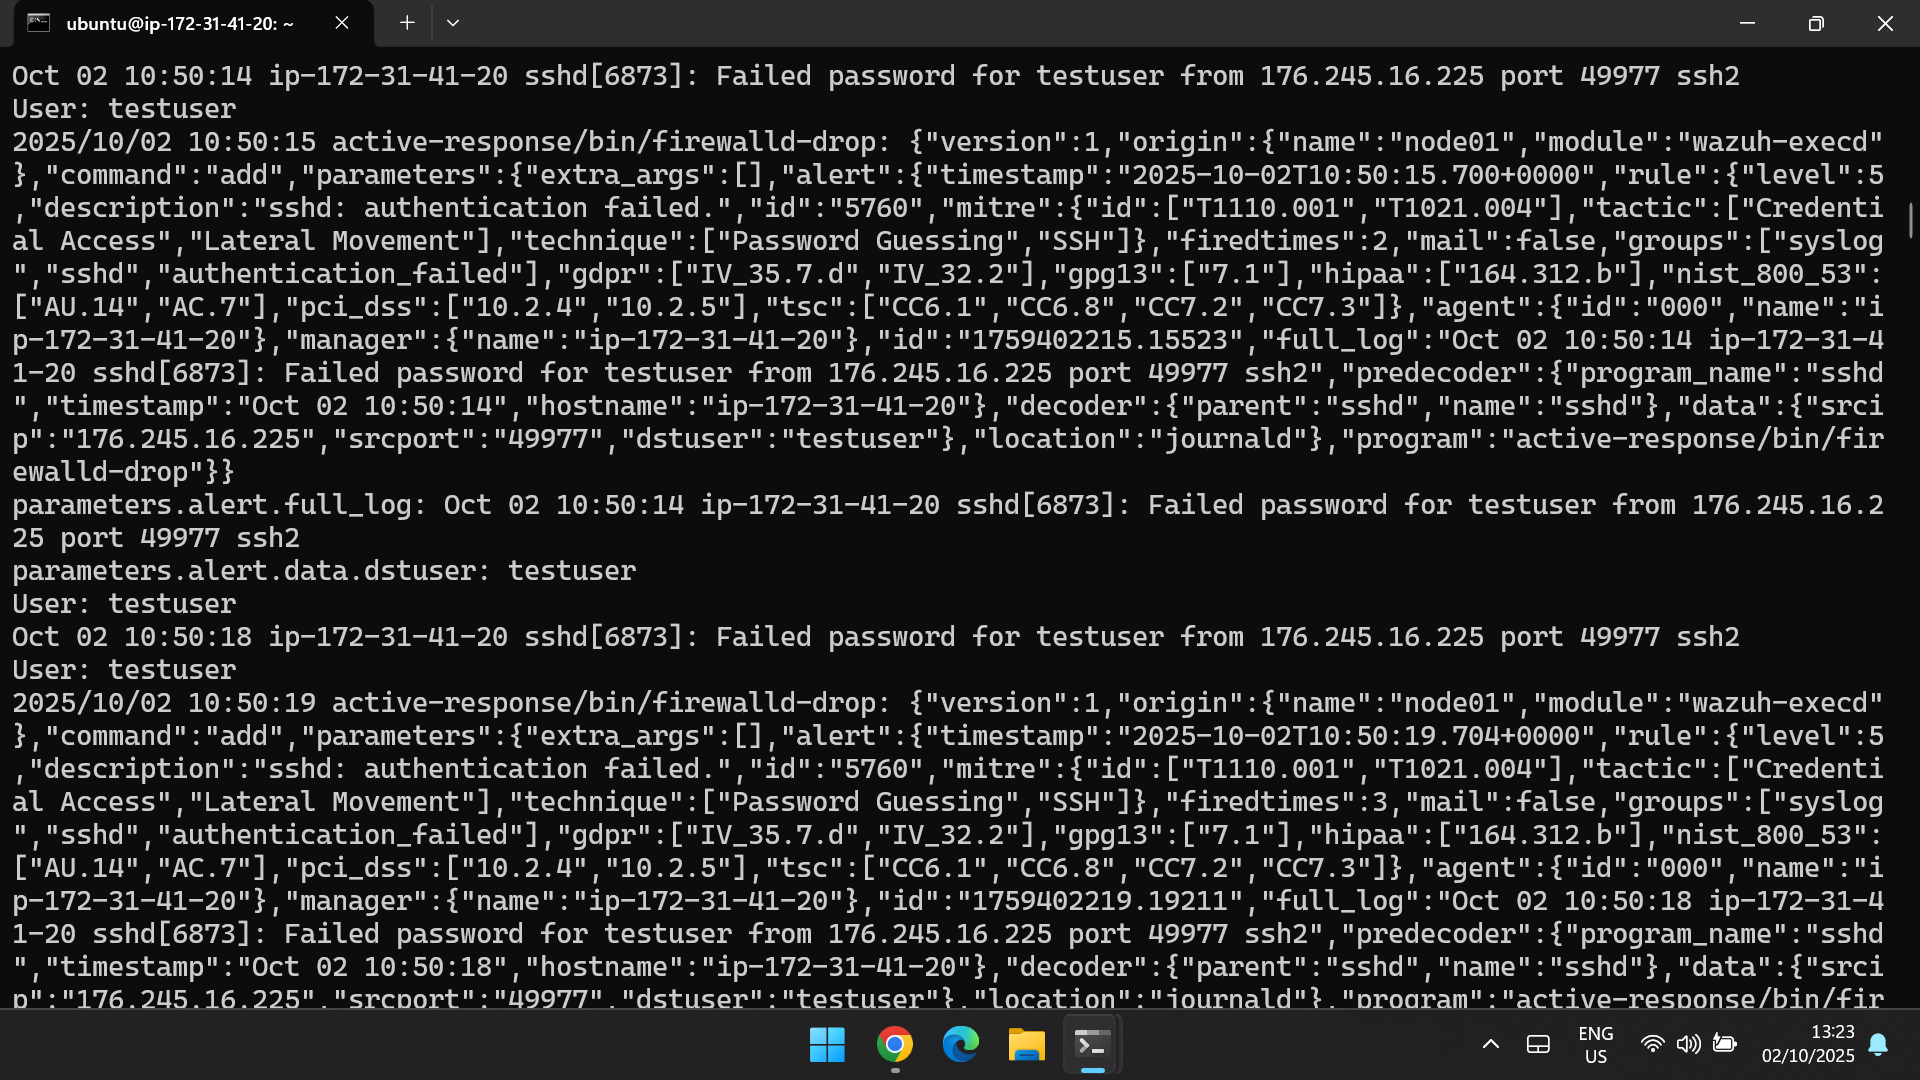 ubuntu@ip-172-31-41-20: ~
Oct 02 10:50:14 ip-172-31-41-20 sshd[6873]: Failed password for testuser from 176.245.16.225 port 49977 ssh2
User: testuser
2025/10/02 10:50:15 active-response/bin/firewalld-drop: {"version":1,"origin":{"name":"node01","module":"wazuh-execd"
},"command":"add","parameters":{"extra_args":[],"alert":{"timestamp":"2025-10-02T10:50:15.700+0000","rule":{"level":5
,"description":"sshd: authentication failed.","id":"5760","mitre":{"id":["T1110.001","T1021.004"],"tactic":["Credenti
al Access","Lateral Movement"],"technique":["Password Guessing","SSH"]},"firedtimes":2,"mail":false,"groups":["syslog
","sshd","authentication_failed"],"gdpr":["IV_35.7.d","IV_32.2"],"gpg13":["7.1"],"hipaa":["164.312.b"],"nist_800_53":
["AU.14","AC.7"],"pci_dss":["10.2.4","10.2.5"],"tsc":["CC6.1","CC6.8","CC7.2","CC7.3"]},"agent":{"id":"000","name":"i
p-172-31-41-20"},"manager":{"name":"ip-172-31-41-20"},"id":"1759402215.15523","full_log":"Oct 02 10:50:14 ip-172-31-4
1-20 sshd[6873]: Failed password for testuser from 176.245.16.225 port 49977 ssh2","predecoder":{"program_name":"sshd
","timestamp":"Oct 02 10:50:14","hostname":"ip-172-31-41-20"},"decoder":{"parent":"sshd","name":"sshd"},"data":{"srci
p":"176.245.16.225","srcport":"49977","dstuser":"testuser"},"location":"journald"},"program":"active-response/bin/fir
ewalld-drop"}}
parameters.alert.full_log: Oct 02 10:50:14 ip-172-31-41-20 sshd[6873]: Failed password for testuser from 176.245.16.2
25 port 49977 ssh2
parameters.alert.data.dstuser: testuser
User: testuser
Oct 02 10:50:18 ip-172-31-41-20 sshd[6873]: Failed password for testuser from 176.245.16.225 port 49977 ssh2
User: testuser
2025/10/02 10:50:19 active-response/bin/firewalld-drop: {"version":1,"origin":{"name":"node01","module":"wazuh-execd"
},"command":"add","parameters":{"extra_args":[],"alert":{"timestamp":"2025-10-02T10:50:19.704+0000","rule":{"level":5
,"description":"sshd: authentication failed.","id":"5760","mitre":{"id":["T1110.001","T1021.004"],"tactic":["Credenti
al Access","Lateral Movement"],"technique":["Password Guessing","SSH"]},"firedtimes":3,"mail":false,"groups":["syslog
","sshd","authentication_failed"],"gdpr":["IV_35.7.d","IV_32.2"],"gpg13":["7.1"],"hipaa":["164.312.b"],"nist_800_53":
["AU.14","AC.7"],"pci_dss":["10.2.4","10.2.5"],"tsc":["CC6.1","CC6.8","CC7.2","CC7.3"]},"agent":{"id":"000","name":"i
p-172-31-41-20"},"manager":{"name":"ip-172-31-41-20"},"id":"1759402219.19211","full_log":"Oct 02 10:50:18 ip-172-31-4
1-20 sshd[6873]: Failed password for testuser from 176.245.16.225 port 49977 ssh2","predecoder":{"program_name":"sshd
","timestamp":"Oct 02 10:50:18","hostname":"ip-172-31-41-20"},"decoder":{"parent":"sshd","name":"sshd"},"data":{"srci
p":"176.245.16.225","srcport":"49977","dstuser":"testuser"},"location":"journald"},"program":"active-response/bin/fir
ENG
US
13:23
02/10/2025